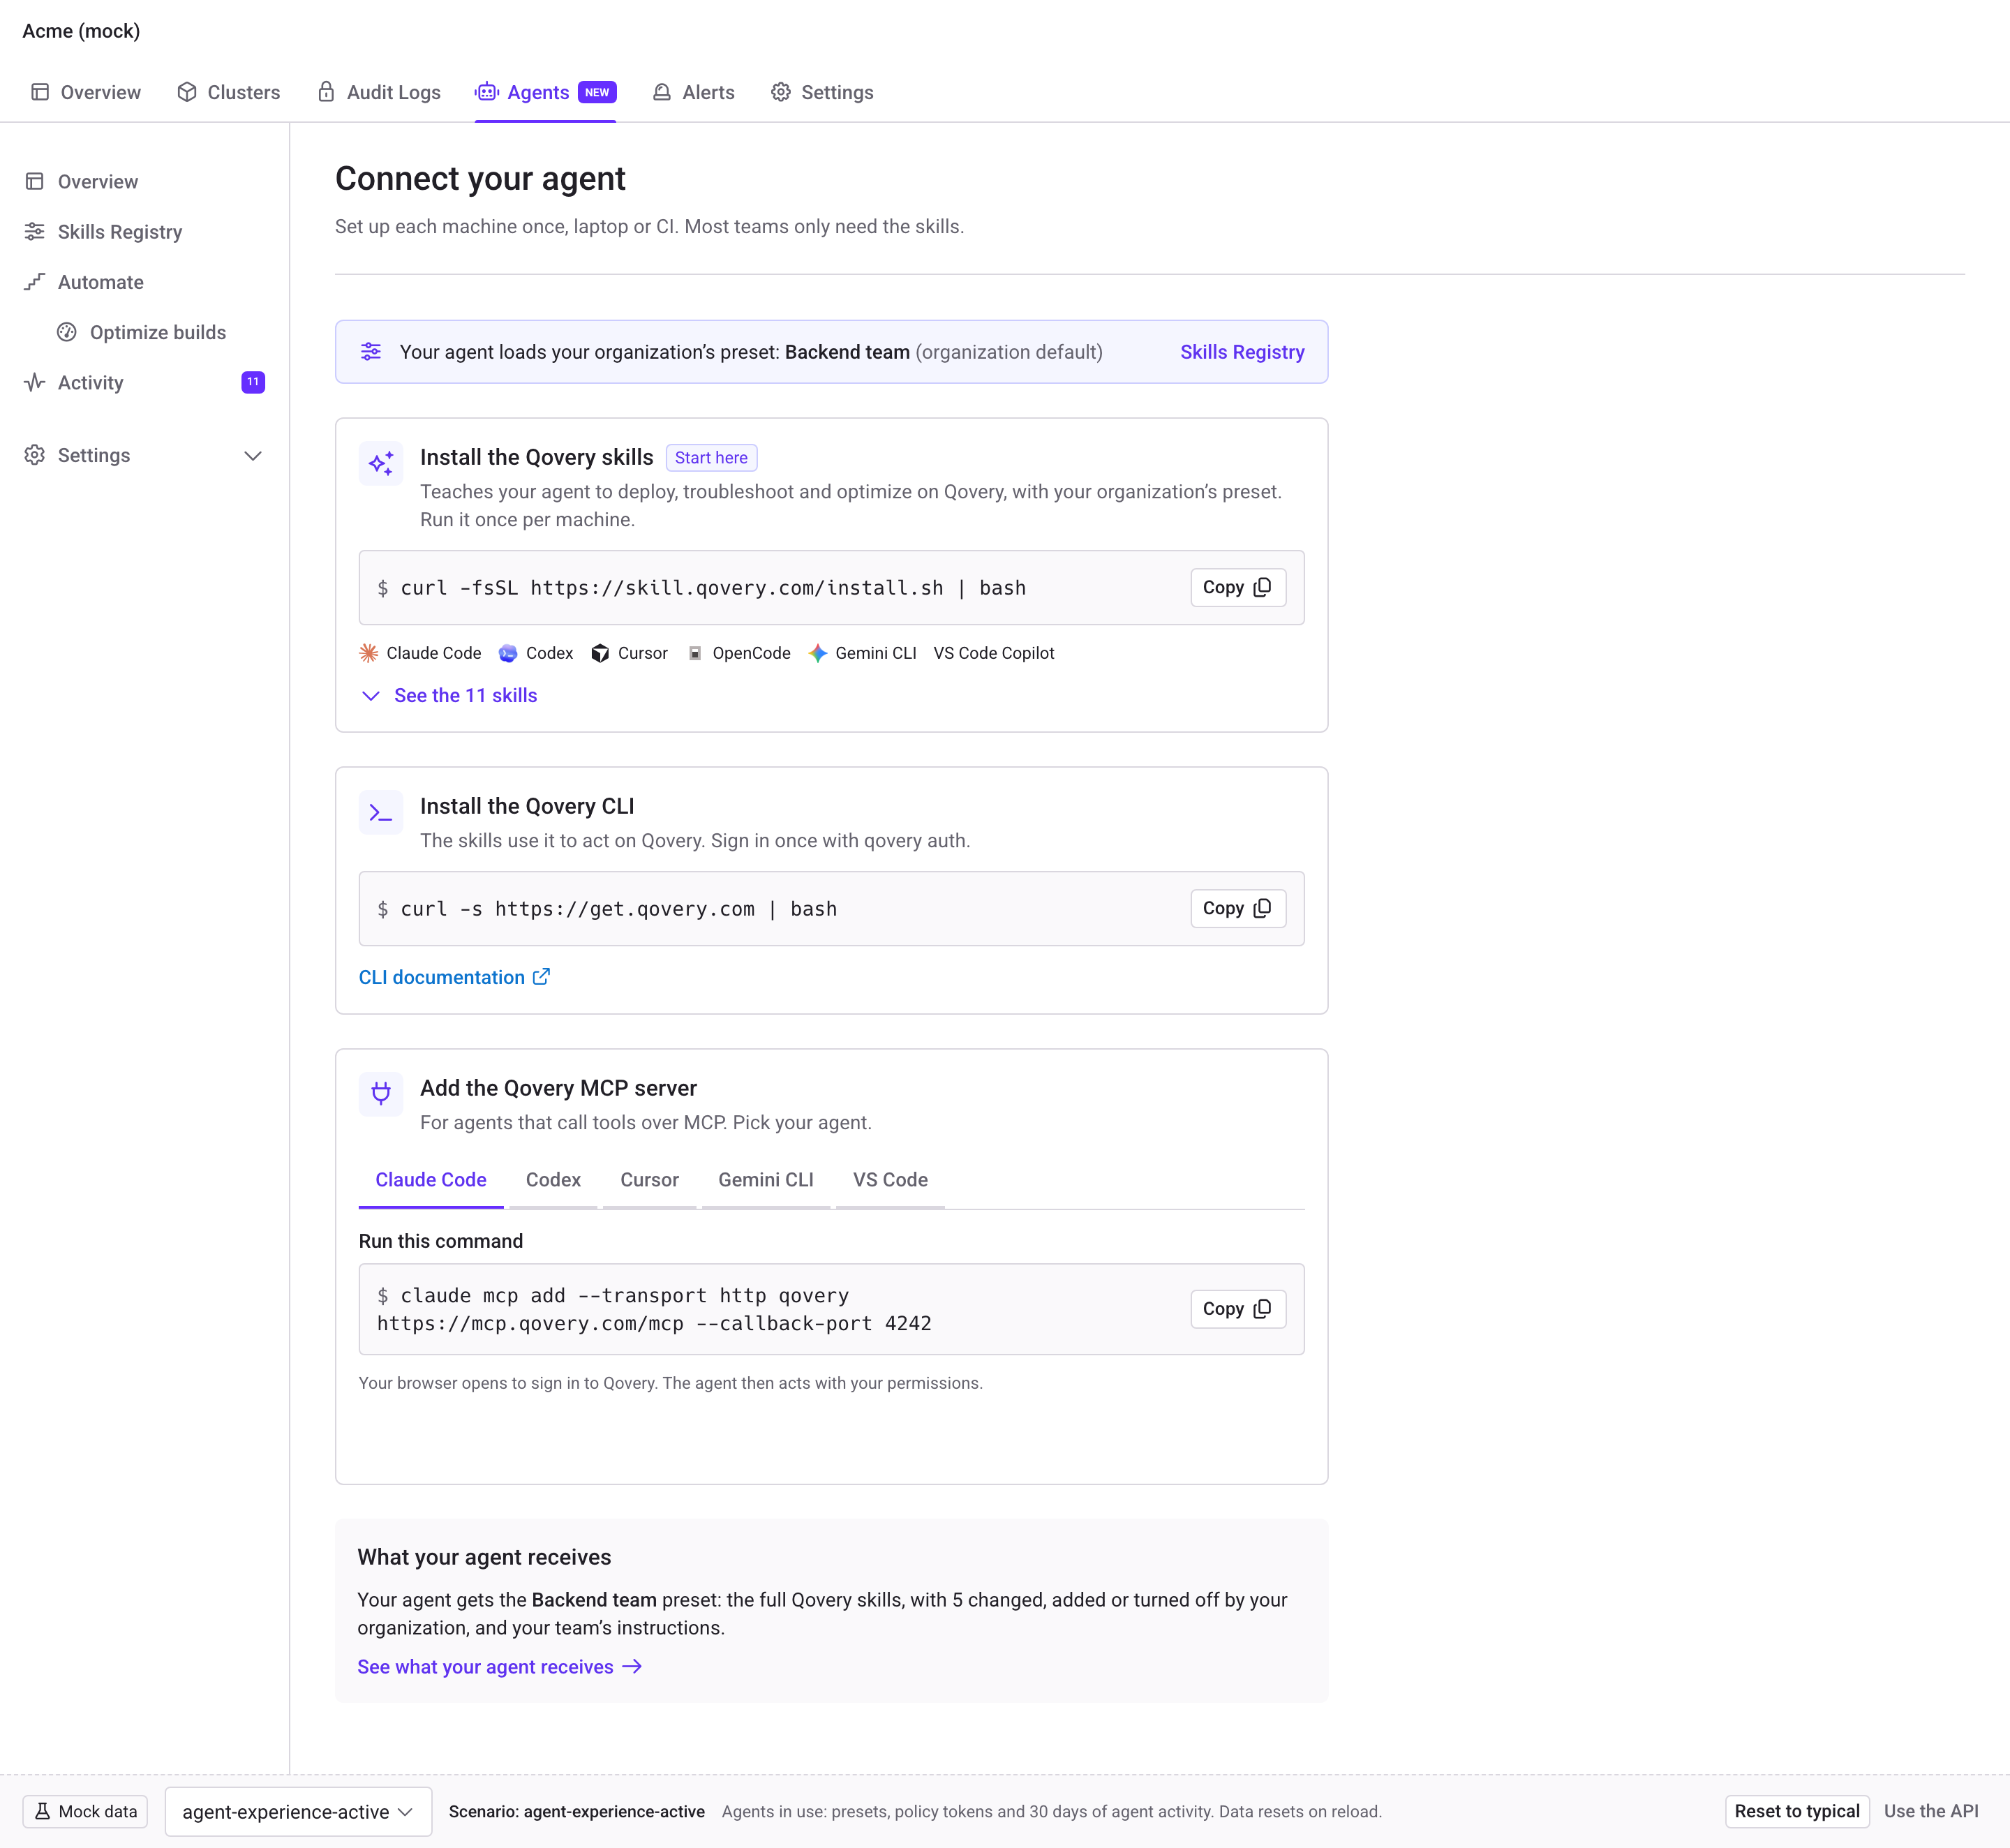 Acme (mock)
Overview
Clusters
Audit Logs
Agents NEW
Alerts
Settings
Overview
Skills Registry
Automate
Optimize builds
Activity 11
Settings
Connect your agent
Set up each machine once, laptop or CI. Most teams only need the skills.
Your agent loads your organization’s preset: Backend team (organization default)
Skills Registry
Install the Qovery skills Start here
Teaches your agent to deploy, troubleshoot and optimize on Qovery, with your organization’s preset.
Run it once per machine.
$ curl -fsSL https://skill.qovery.com/install.sh | bash
Copy
Claude Code Codex Cursor OpenCode Gemini CLI VS Code Copilot
See the 11 skills
Install the Qovery CLI
The skills use it to act on Qovery. Sign in once with qovery auth.
$ curl -s https://get.qovery.com | bash
Copy
CLI documentation
Add the Qovery MCP server
For agents that call tools over MCP. Pick your agent.
Claude Code Codex Cursor Gemini CLI VS Code
Run this command
$ claude mcp add --transport http qovery
https://mcp.qovery.com/mcp --callback-port 4242
Copy
Your browser opens to sign in to Qovery. The agent then acts with your permissions.
What your agent receives
Your agent gets the Backend team preset: the full Qovery skills, with 5 changed, added or turned off by your
organization, and your team’s instructions.
See what your agent receives
Mock data
agent-experience-active
Scenario: agent-experience-active Agents in use: presets, policy tokens and 30 days of agent activity. Data resets on reload.
Reset to typical
Use the API